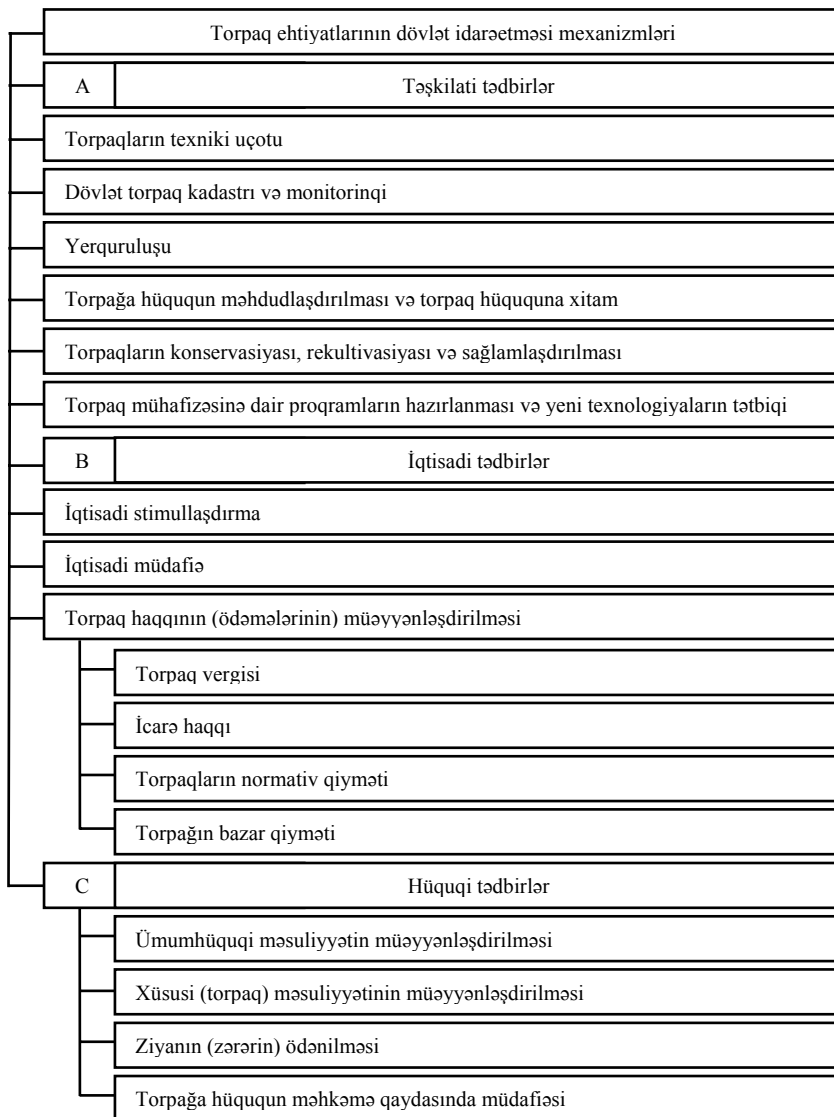 Torpaq ehtiyatlarının dövlət idarəetməsi mexanizmləri
A Təşkilati tədbirlər
Torpaqların texniki uçotu
Dövlət torpaq kadastrı və monitorinqi
Yerquruluşu
Torpağa hüququn məhdudlaşdırılması və torpaq hüququna xitam
Torpaqların konservasiyası, rekultivasiyası və sağlamlaşdırılması
Torpaq mühafizəsinə dair proqramların hazırlanması və yeni texnologiyaların tətbiqi
B İqtisadi tədbirlər
İqtisadi stimullaşdırma
İqtisadi müdafiə
Torpaq haqqının (ödəmələrinin) müəyyənləşdirilməsi
Torpaq vergisi
İcarə haqqı
Torpaqların normativ qiyməti
Torpağın bazar qiyməti
C Hüquqi tədbirlər
Ümumhüquqi məsuliyyətin müəyyənləşdirilməsi
Xüsusi (torpaq) məsuliyyətinin müəyyənləşdirilməsi
Ziyanın (zərərin) ödənilməsi
Torpağa hüququn məhkəmə qaydasında müdafiəsi